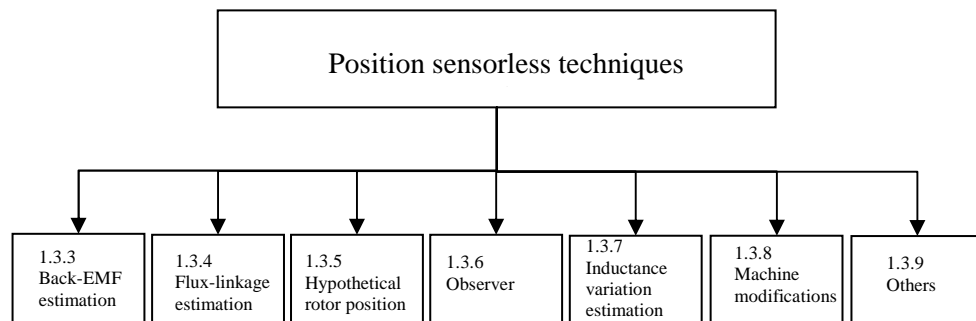 Position sensorless techniques
1.3.3
Back-EMF
estimation
1.3.4
Flux-linkage
estimation
1.3.5
Hypothetical
rotor position
1.3.6
Observer
1.3.7
Inductance
variation
estimation
1.3.8
Machine
modifications
1.3.9
Others